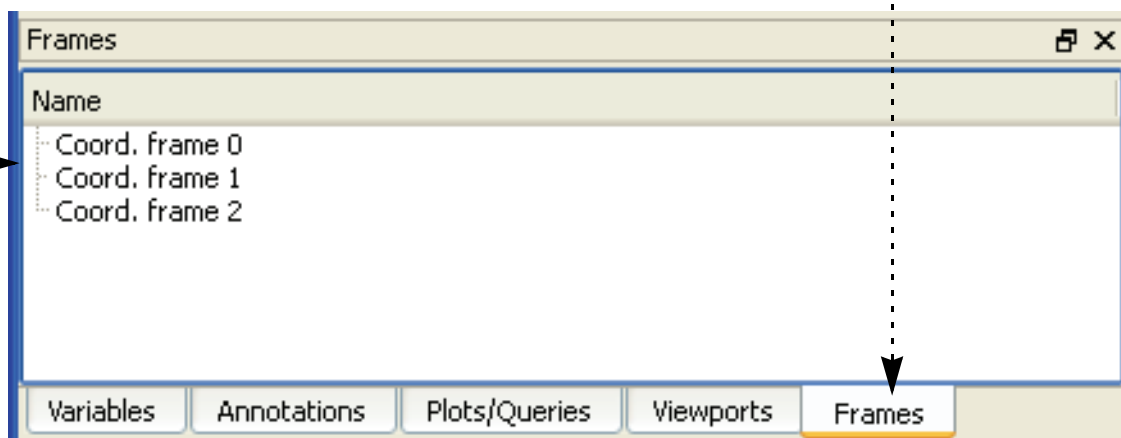 Frames
Name
Coord. frame 0
Coord. frame 1
Coord. frame 2
Variables Annotations Plots/Queries Viewports Frames